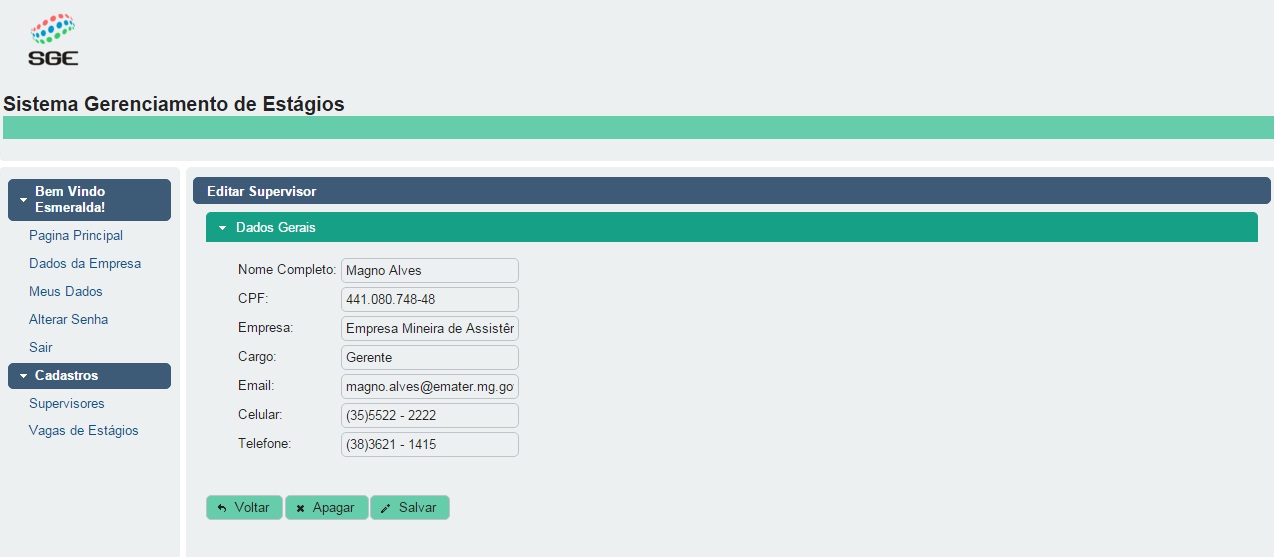 SGE
Sistema Gerenciamento de Estágios
Bem Vindo
Esmeralda!
Pagina Principal
Dados da Empresa
Meus Dados
Alterar Senha
Sair
Cadastros
Supervisores
Vagas de Estágios
Editar Supervisor
Dados Gerais
Nome Completo: Magno Alves
CPF: 441.080.748-48
Empresa: Empresa Mineira de Assistên
Cargo: Gerente
Email: magno.alves@emater.mg.go
Celular: (35)5522 - 2222
Telefone: (38)3621 - 1415
Voltar Apagar Salvar